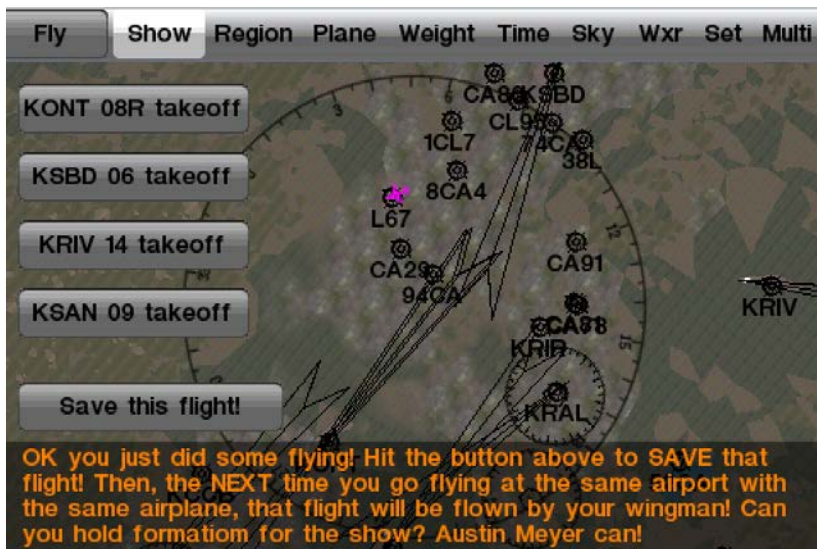 Fly Show Region Plane Weight Time Sky Wxr Set Multi
KONT 08R takeoff
KSBD 06 takeoff
KRIV 14 takeoff
KSAN 09 takeoff
Save this flight!
3
6
12
15
KSBD
1CL7
38L
8CA4
L67
CA29
94CA
CA91
KRIV
KRIR
KRAL
OK you just did some flying! Hit the button above to SAVE that
flight! Then, the NEXT time you go flying at the same airport with
the same airplane, that flight will be flown by your wingman! Can
you hold formatiom for the show? Austin Meyer can!